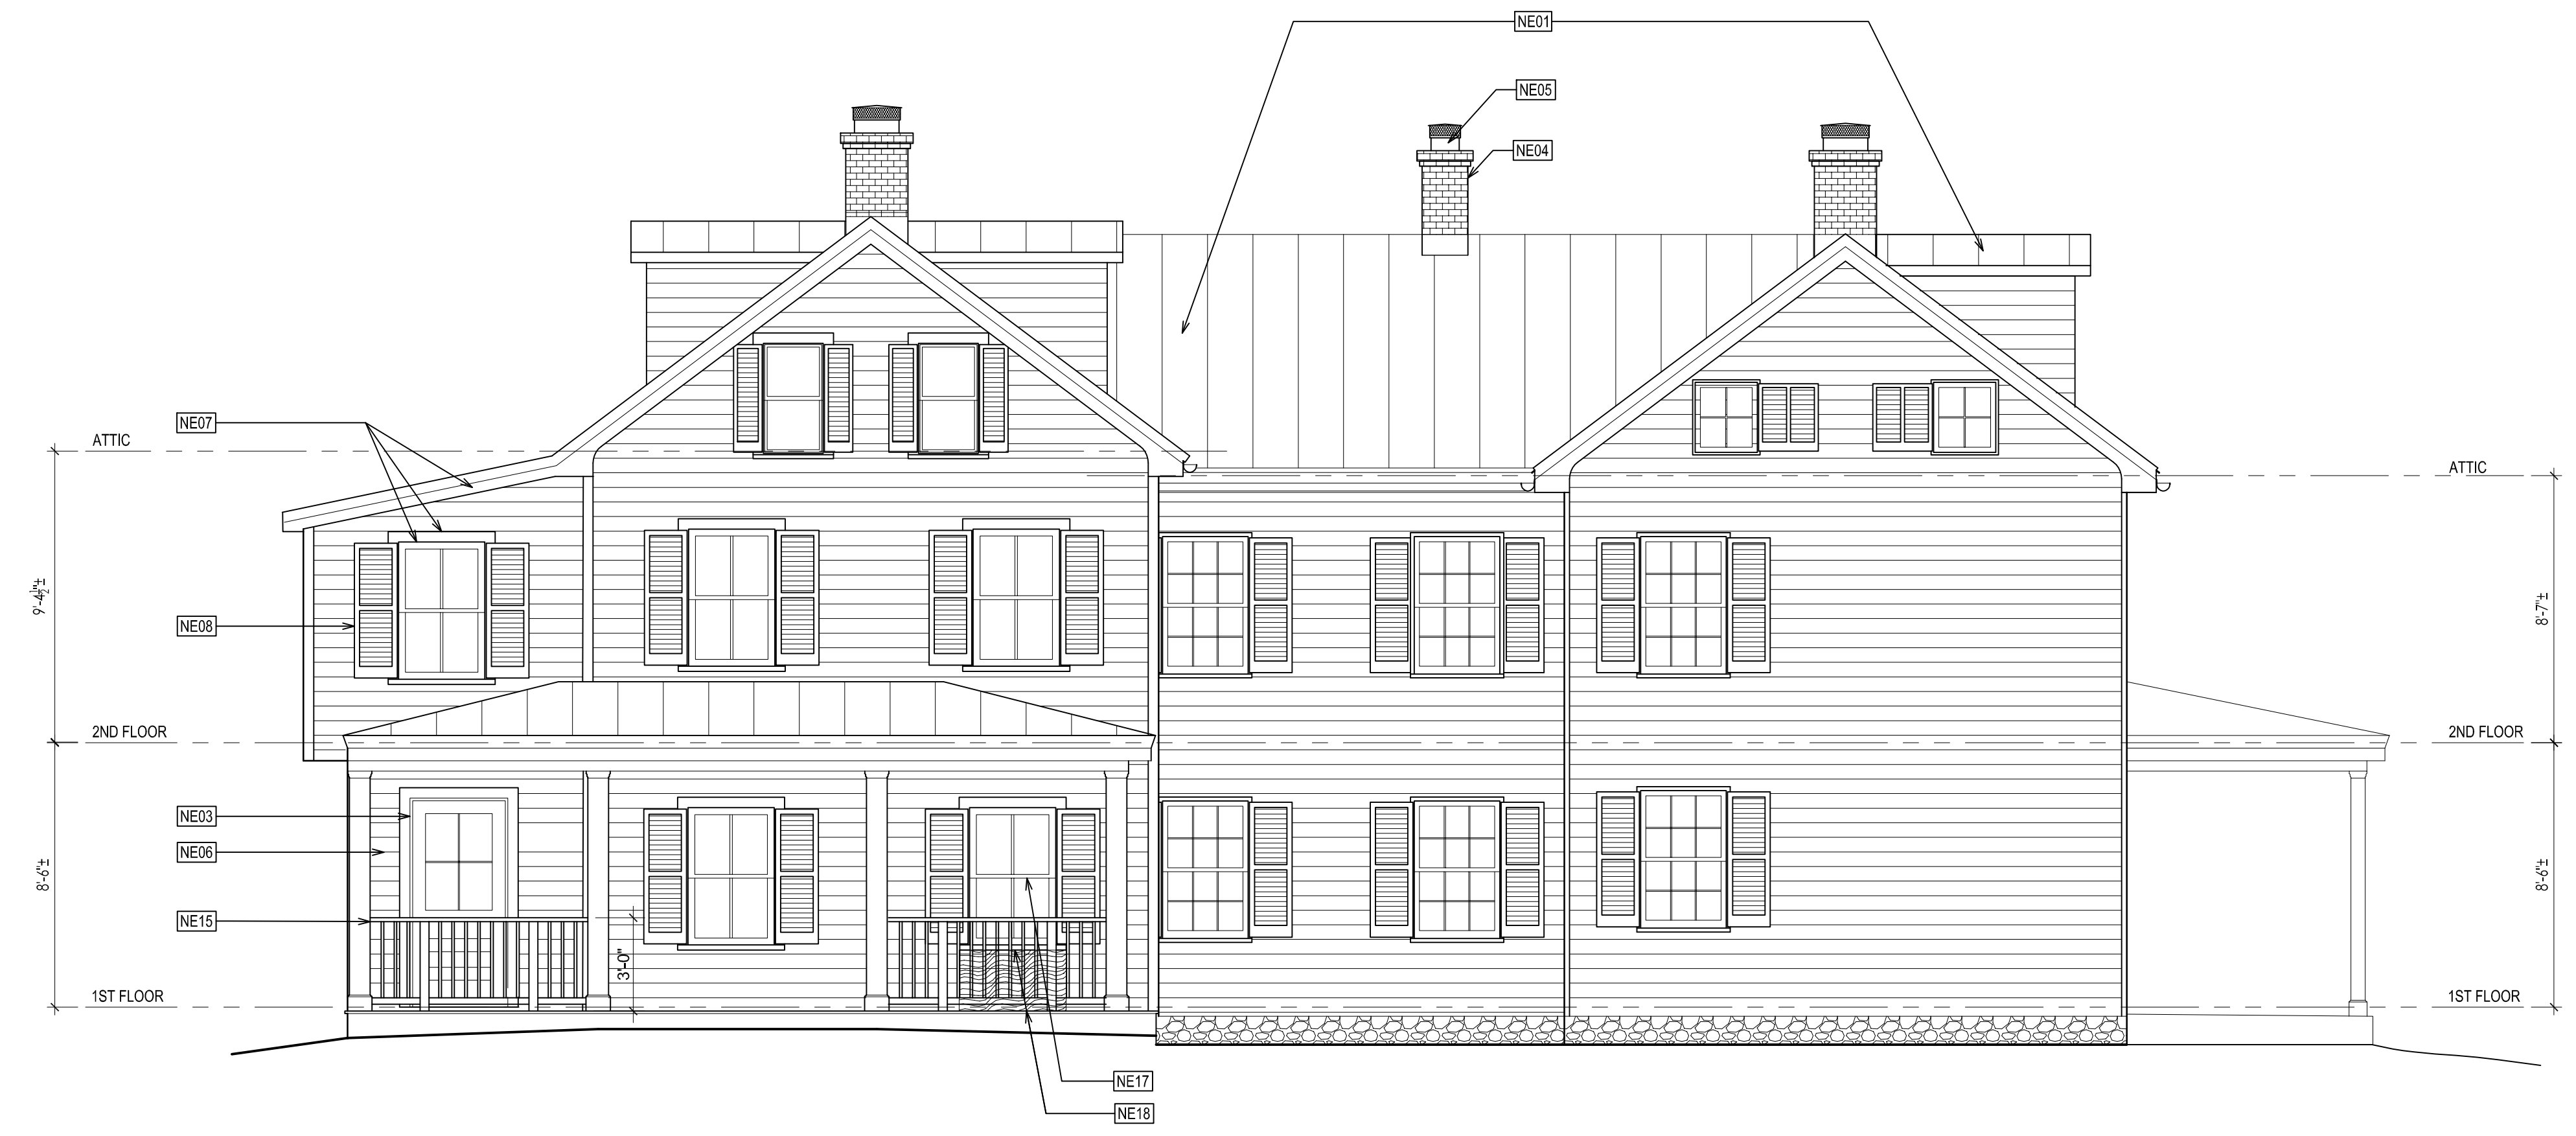 NE01
NE05
NE04
NE07
ATTIC
ATTIC
9'-4½"±
8'-7"±
NE08
2ND FLOOR
2ND FLOOR
NE03
NE06
8'-6"±
8'-6"±
NE15
3'-0"
1ST FLOOR
1ST FLOOR
NE17
NE18